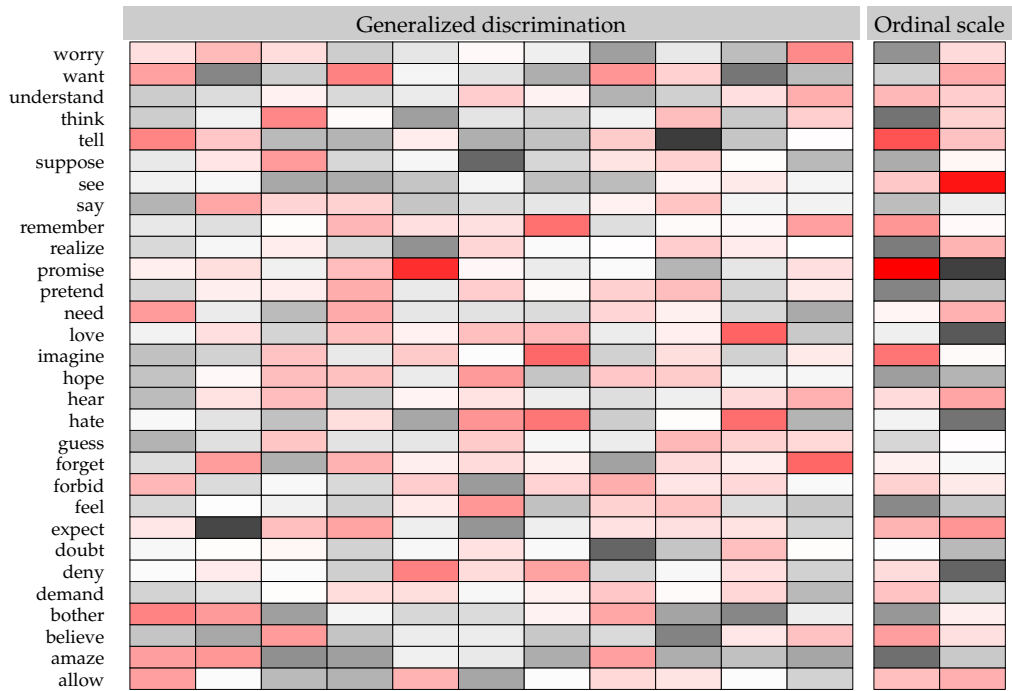 Generalized discrimination Ordinal scale
worry
want
understand
think
tell
suppose
see
say
remember
realize
promise
pretend
need
love
imagine
hope
hear
hate
guess
forget
forbid
feel
expect
doubt
deny
demand
bother
believe
amaze
allow